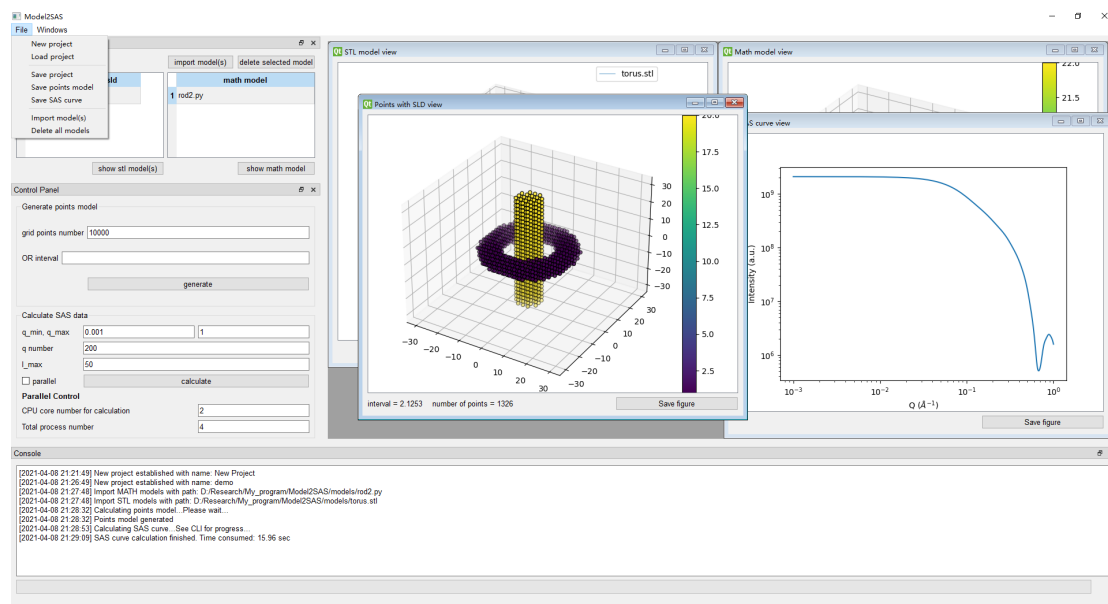 Model2SAS
File Windows
New project
Load project
Save project
Save points model
Save SAS curve
Import model(s)
Delete all models
import model(s) delete selected model
sld
math model
1 rod2.py
show stl model(s) show math model
Control Panel
Generate points model
grid points number 10000
OR interval
generate
Calculate SAS data
q_min, q_max 0.001 1
q number 200
l_max 50
parallel calculate
Parallel Control
CPU core number for calculation 2
Total process number 4
STL model view
torus.stl
Math model view
22.0
21.5
Points with SLD view
20.0
17.5
15.0
12.5
10.0
7.5
5.0
2.5
30
20
10
0
−10
−20
−30
−30 −20 −10 0 10 20 30
−30 −20 −10 0 10 20 30
interval = 2.1253 number of points = 1326 Save figure
AS curve view
Intensity (a.u.)
10⁹
10⁸
10⁷
10⁶
10⁻³ 10⁻² 10⁻¹ 10⁰
Q (Å⁻¹)
Save figure
Console
[2021-04-08 21:21:49] New project established with name: New Project
[2021-04-08 21:26:49] New project established with name: demo
[2021-04-08 21:27:48] Import MATH models with path: D:/Research/My_program/Model2SAS/models/rod2.py
[2021-04-08 21:27:48] Import STL models with path: D:/Research/My_program/Model2SAS/models/torus.stl
[2021-04-08 21:28:32] Calculating points model...Please wait...
[2021-04-08 21:28:32] Points model generated
[2021-04-08 21:28:53] Calculating SAS curve...See CLI for progress...
[2021-04-08 21:29:09] SAS curve calculation finished. Time consumed: 15.96 sec